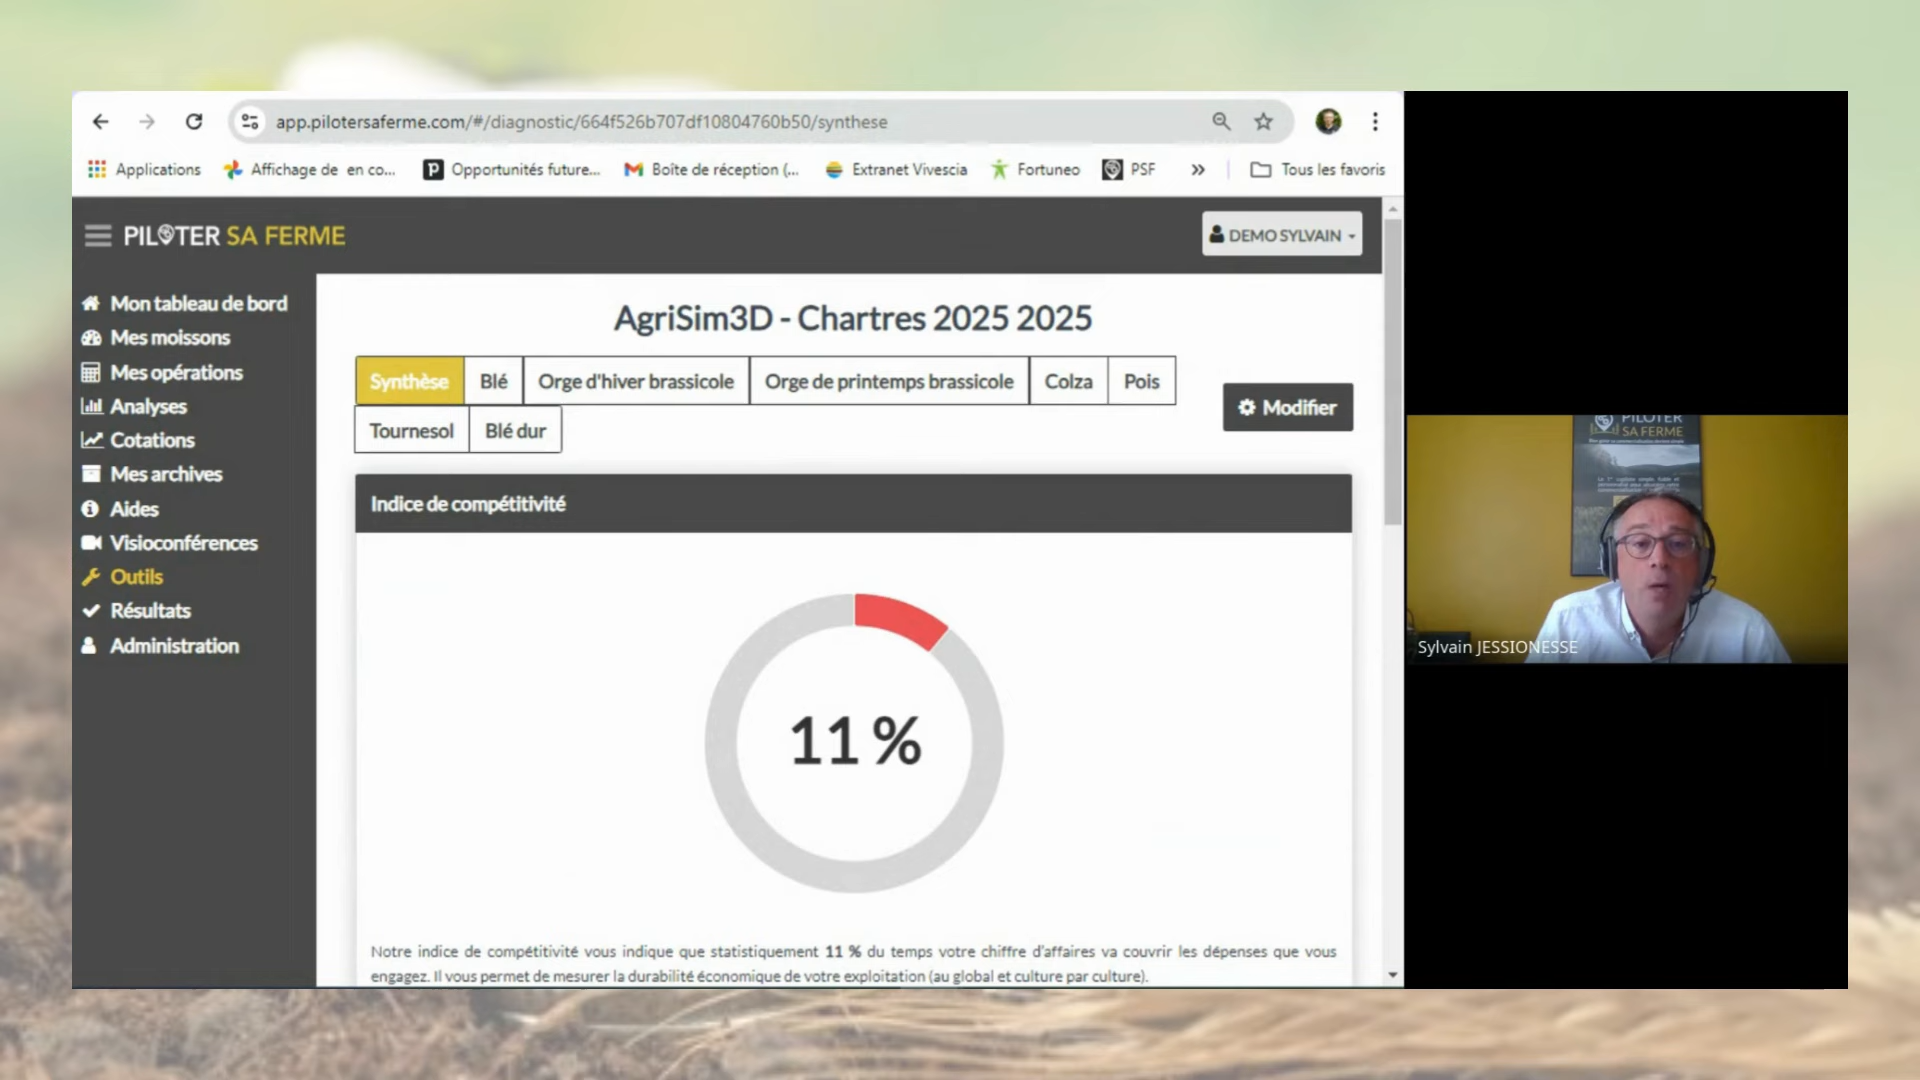 app.pilotersaferme.com/#/diagnostic/664f526b707df10804760b50/synthese
Applications
Affichage de en co...
Opportunités future...
Boîte de réception (...
Extranet Vivescia
Fortuneo
PSF
»
Tous les favoris
PILOTER SA FERME
DEMO SYLVAIN
Mon tableau de bord
Mes moissons
Mes opérations
Analyses
Cotations
Mes archives
Aides
Visioconférences
Outils
Résultats
Administration
AgriSim3D - Chartres 2025 2025
Synthèse
Blé
Orge d'hiver brassicole
Orge de printemps brassicole
Colza
Pois
Tournesol
Blé dur
Modifier
Indice de compétitivité
11 %
Notre indice de compétitivité vous indique que statistiquement 11 % du temps votre chiffre d'affaires va couvrir les dépenses que vous
engagez. Il vous permet de mesurer la durabilité économique de votre exploitation (au global et culture par culture).
PILOTER
SA FERME
Sylvain JESSIONESSE